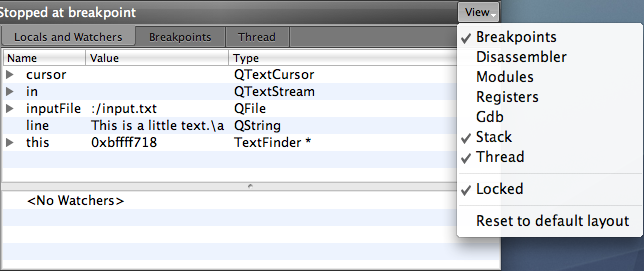 Stopped at breakpoint
View
Locals and Watchers Breakpoints Thread
Name Value Type
cursor QTextCursor
in QTextStream
inputFile :/input.txt QFile
line This is a little text.\a QString
this 0xbffff718 TextFinder *
<No Watchers>
Breakpoints
Disassembler
Modules
Registers
Gdb
Stack
Thread
Locked
Reset to default layout